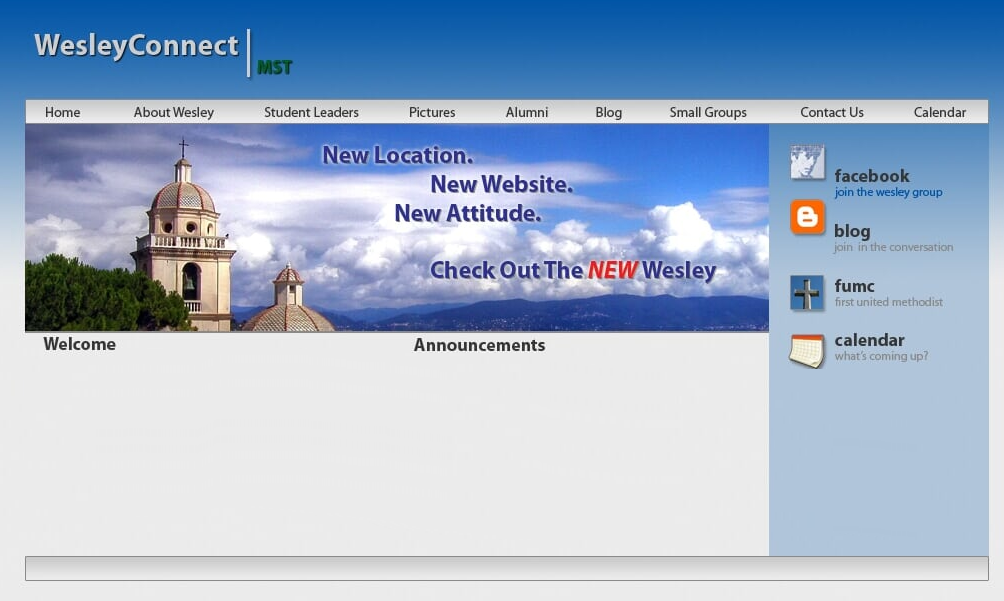 WesleyConnect
MST
Home About Wesley Student Leaders Pictures Alumni Blog Small Groups Contact Us Calendar
New Location.
New Website.
New Attitude.
Check Out The NEW Wesley
facebook
join the wesley group
blog
join in the conversation
fumc
first united methodist
calendar
what's coming up?
Welcome
Announcements